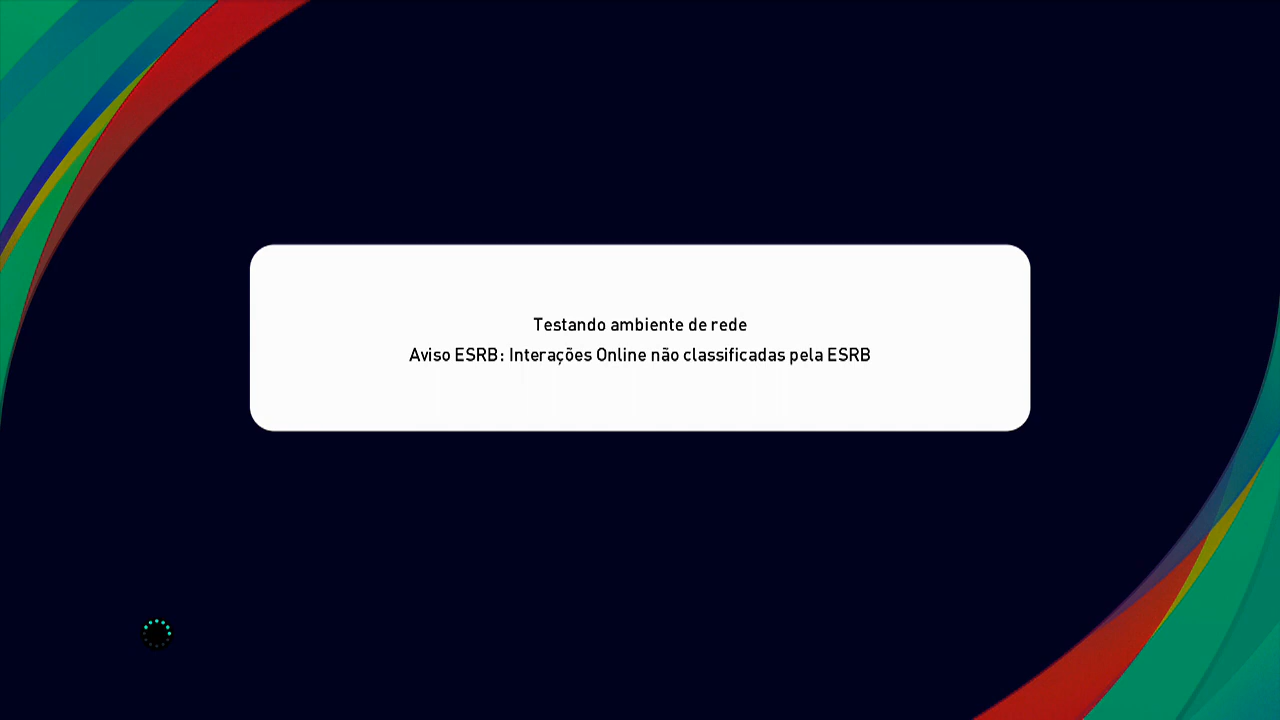 Testando ambiente de rede
Aviso ESRB: Interações Online não classificadas pela ESRB